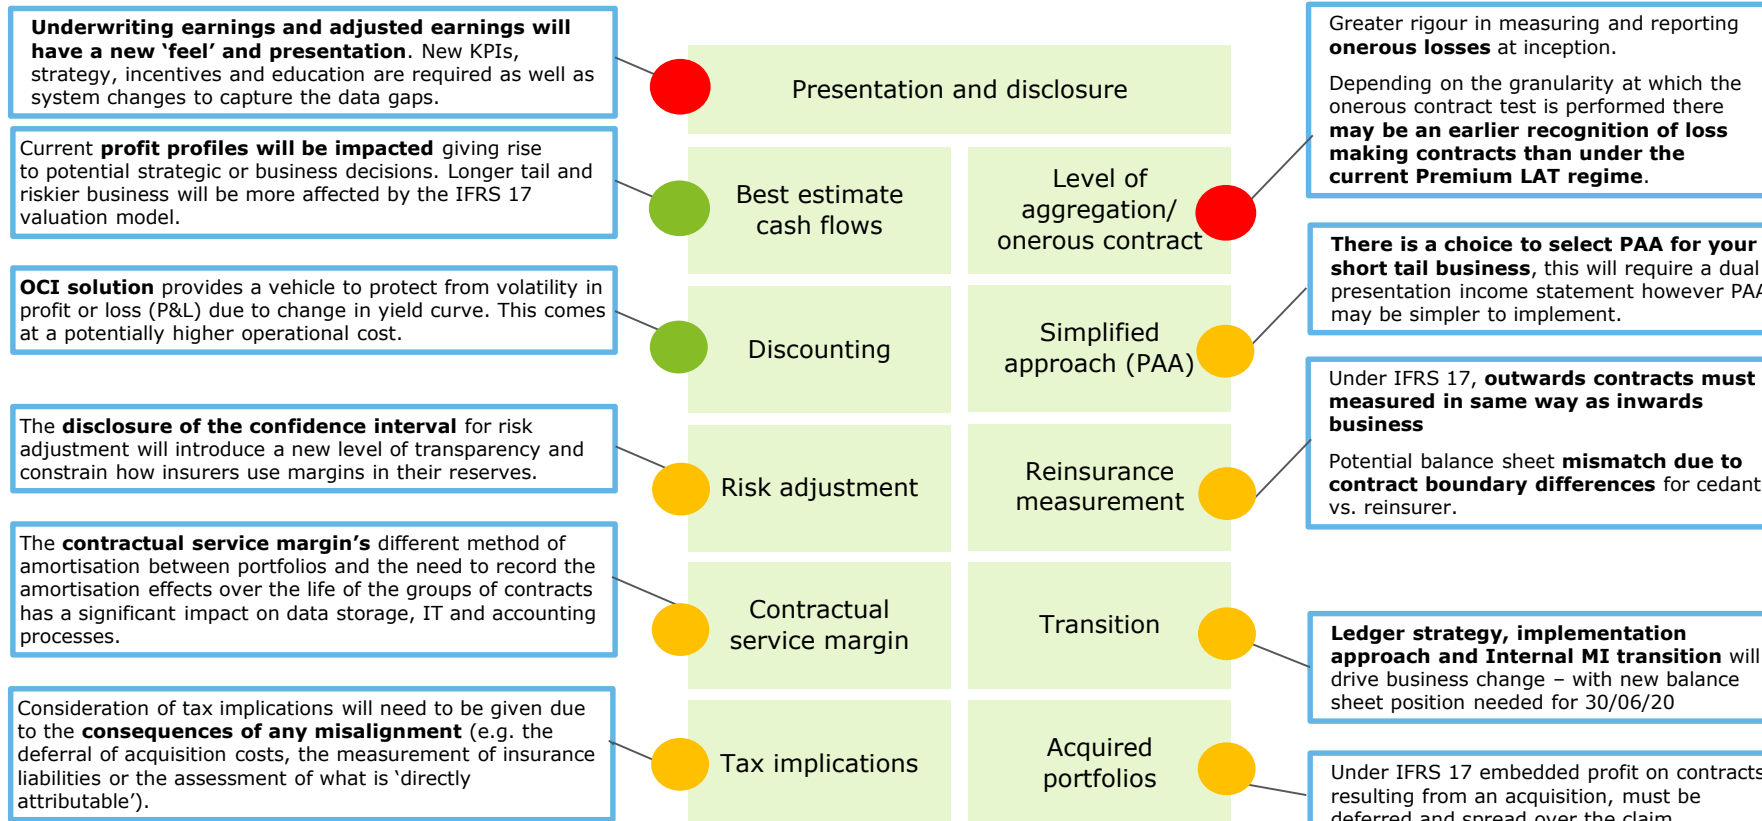 Underwriting earnings and adjusted earnings will
have a new ‘feel’ and presentation. New KPIs,
strategy, incentives and education are required as well as
system changes to capture the data gaps.
Current profit profiles will be impacted giving rise
to potential strategic or business decisions. Longer tail and
riskier business will be more affected by the IFRS 17
valuation model.
OCI solution provides a vehicle to protect from volatility in
profit or loss (P&L) due to change in yield curve. This comes
at a potentially higher operational cost.
The disclosure of the confidence interval for risk
adjustment will introduce a new level of transparency and
constrain how insurers use margins in their reserves.
The contractual service margin’s different method of
amortisation between portfolios and the need to record the
amortisation effects over the life of the groups of contracts
has a significant impact on data storage, IT and accounting
processes.
Consideration of tax implications will need to be given due
to the consequences of any misalignment (e.g. the
deferral of acquisition costs, the measurement of insurance
liabilities or the assessment of what is ‘directly
attributable’).
Presentation and disclosure
Best estimate
cash flows
Level of
aggregation/
onerous contract
Discounting
Simplified
approach (PAA)
Risk adjustment
Reinsurance
measurement
Contractual
service margin
Transition
Tax implications
Acquired
portfolios
Greater rigour in measuring and reporting
onerous losses at inception.
Depending on the granularity at which the
onerous contract test is performed there
may be an earlier recognition of loss
making contracts than under the
current Premium LAT regime.
There is a choice to select PAA for your
short tail business, this will require a dual
presentation income statement however PAA
may be simpler to implement.
Under IFRS 17, outwards contracts must
measured in same way as inwards
business
Potential balance sheet mismatch due to
contract boundary differences for cedant
vs. reinsurer.
Ledger strategy, implementation
approach and Internal MI transition will
drive business change – with new balance
sheet position needed for 30/06/20
Under IFRS 17 embedded profit on contracts
resulting from an acquisition, must be
deferred and spread over the claim